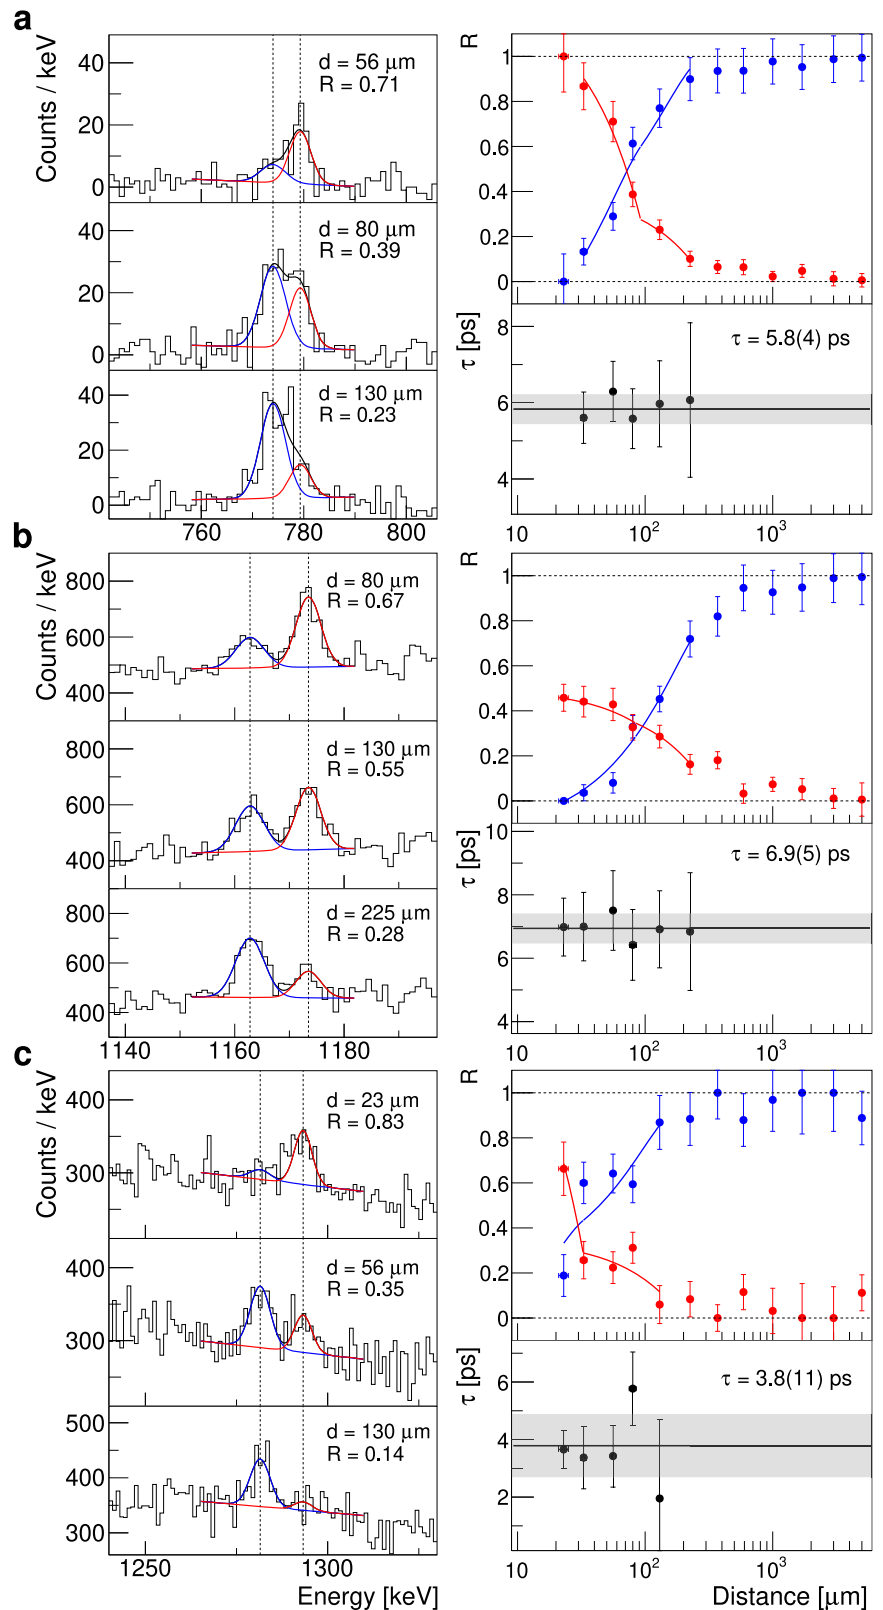 a
Counts / keV
40
20
0
d = 56 μm
R = 0.71
40
20
0
d = 80 μm
R = 0.39
40
20
0
d = 130 μm
R = 0.23
760
780
800
R
1
0.8
0.6
0.4
0.2
0
τ [ps]
8
6
4
τ = 5.8(4) ps
10
10²
10³
b
Counts / keV
800
600
400
d = 80 μm
R = 0.67
800
600
400
d = 130 μm
R = 0.55
800
600
400
d = 225 μm
R = 0.28
1140
1160
1180
R
1
0.8
0.6
0.4
0.2
0
τ [ps]
10
8
6
4
τ = 6.9(5) ps
10
10²
10³
c
Counts / keV
400
300
d = 23 μm
R = 0.83
400
300
d = 56 μm
R = 0.35
500
400
300
d = 130 μm
R = 0.14
1250
1300
Energy [keV]
R
1
0.8
0.6
0.4
0.2
0
τ [ps]
6
4
2
τ = 3.8(11) ps
10
10²
10³
Distance [μm]